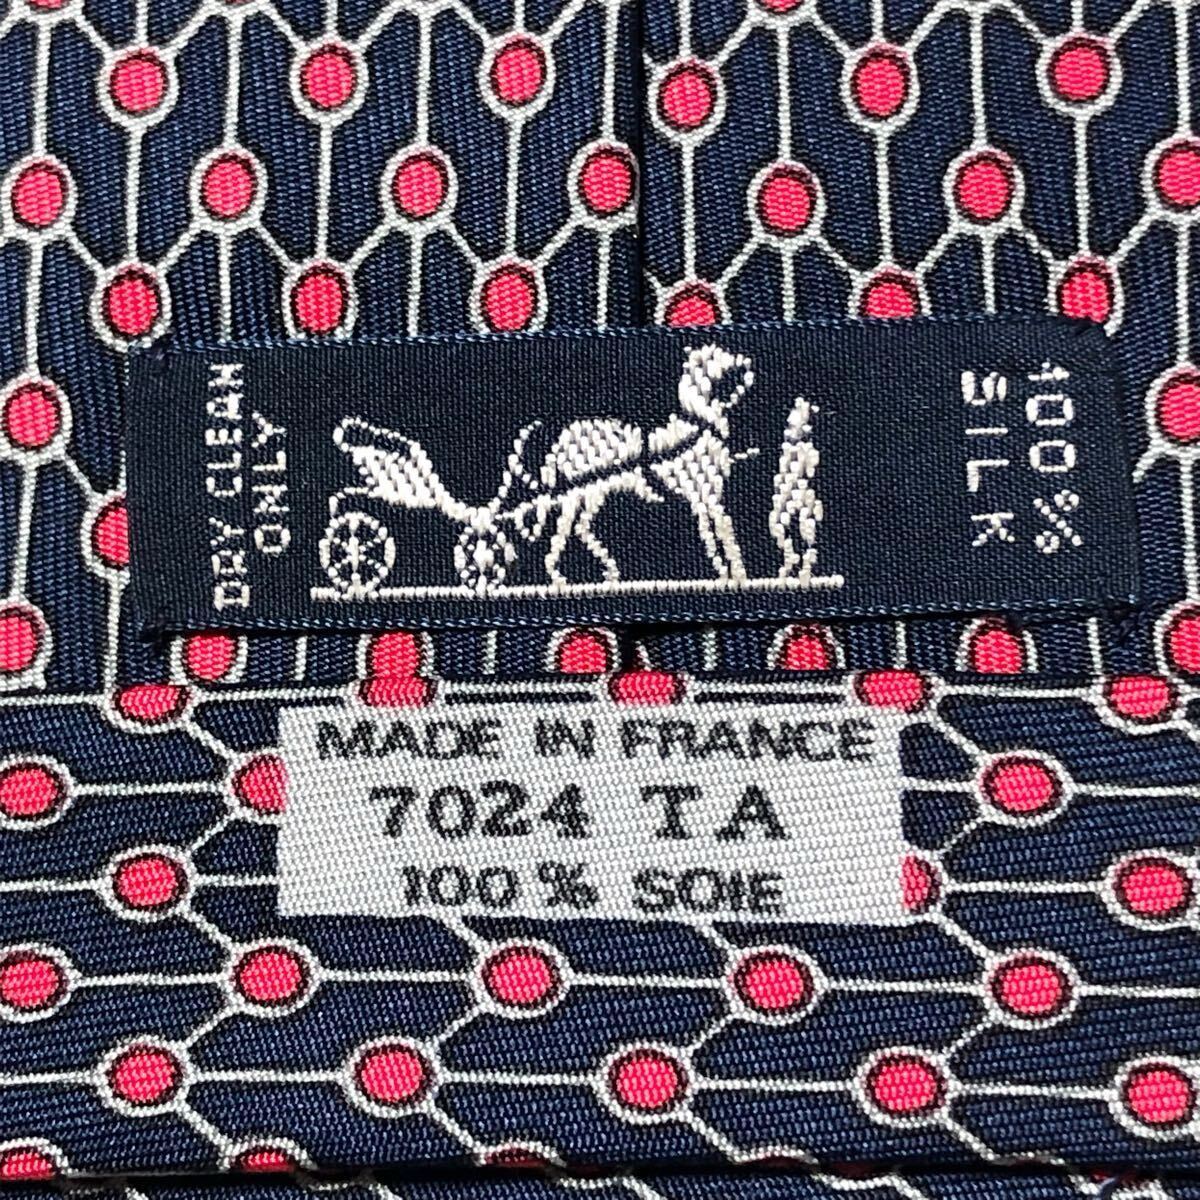 DRY CLEAN
ONLY
100%
SILK
MADE IN FRANCE
7024 TA
100% SOIE